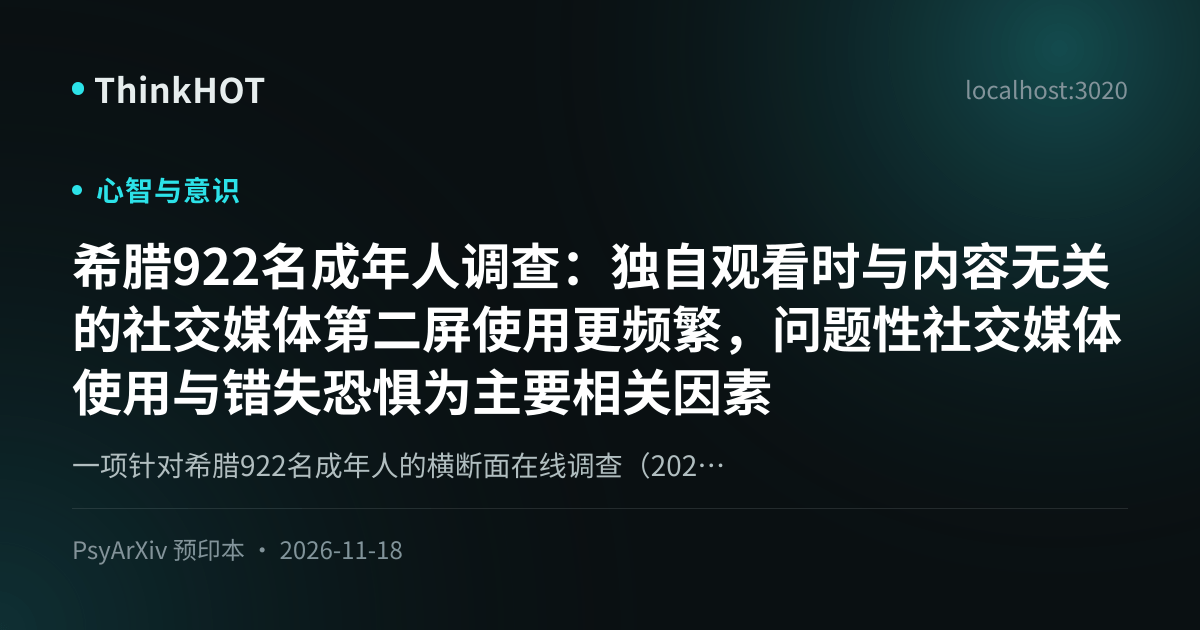 ThinkHOT
localhost:3020
心智与意识
希腊922名成年人调查：独自观看时与内容无关
的社交媒体第二屏使用更频繁，问题性社交媒体
使用与错失恐惧为主要相关因素
一项针对希腊922名成年人的横断面在线调查（202…
PsyArXiv 预印本 · 2026-11-18